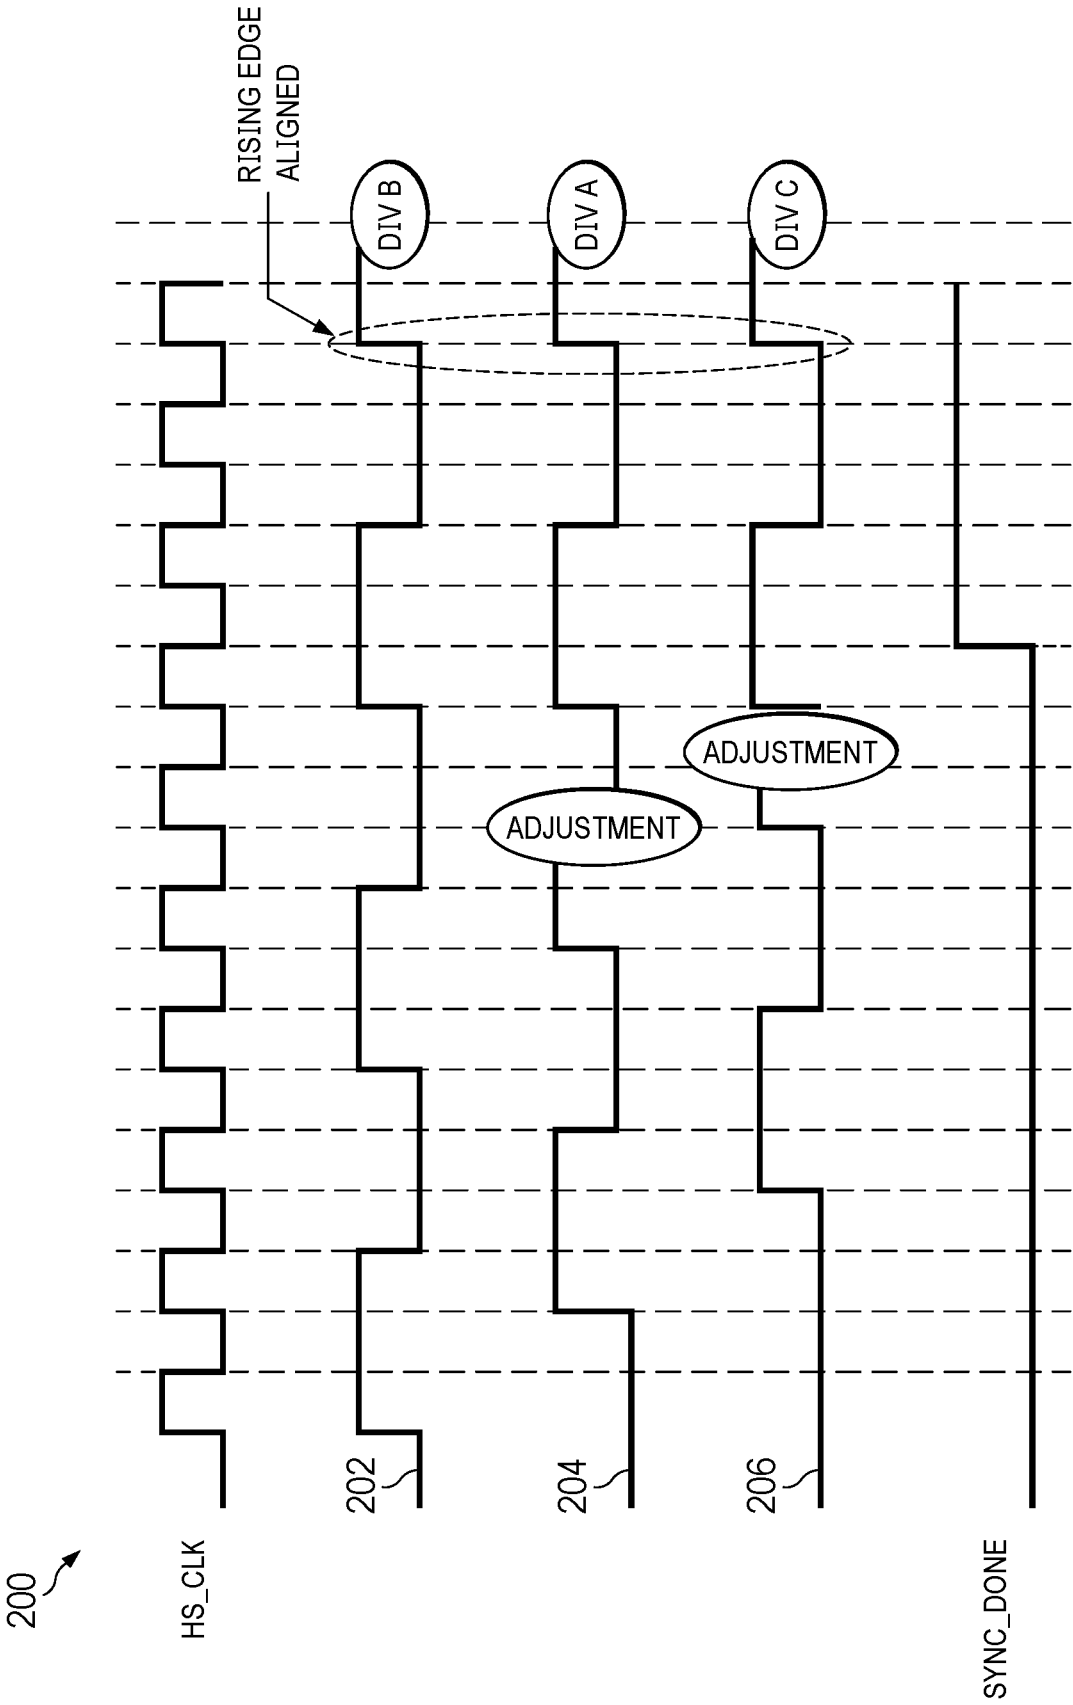 200
HS_CLK
202
DIV B
RISING EDGE
ALIGNED
204
ADJUSTMENT
DIV A
206
ADJUSTMENT
DIV C
SYNC_DONE